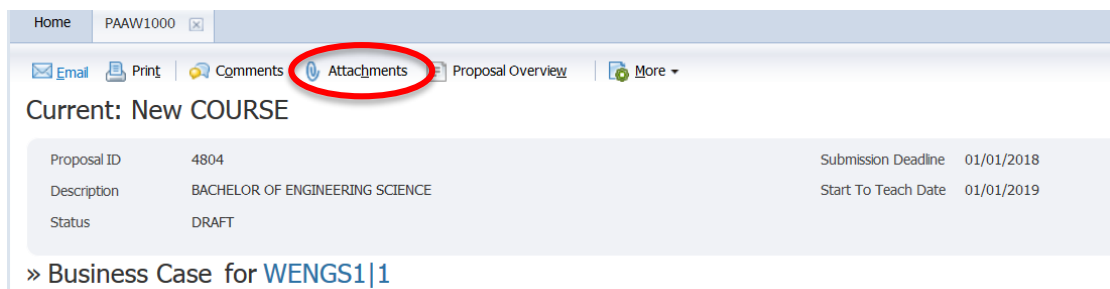 Home PAAW1000
Email Print Comments Attachments Proposal Overview More
Current: New COURSE
Proposal ID 4804 Submission Deadline 01/01/2018
Description BACHELOR OF ENGINEERING SCIENCE Start To Teach Date 01/01/2019
Status DRAFT
» Business Case for WENGS1|1